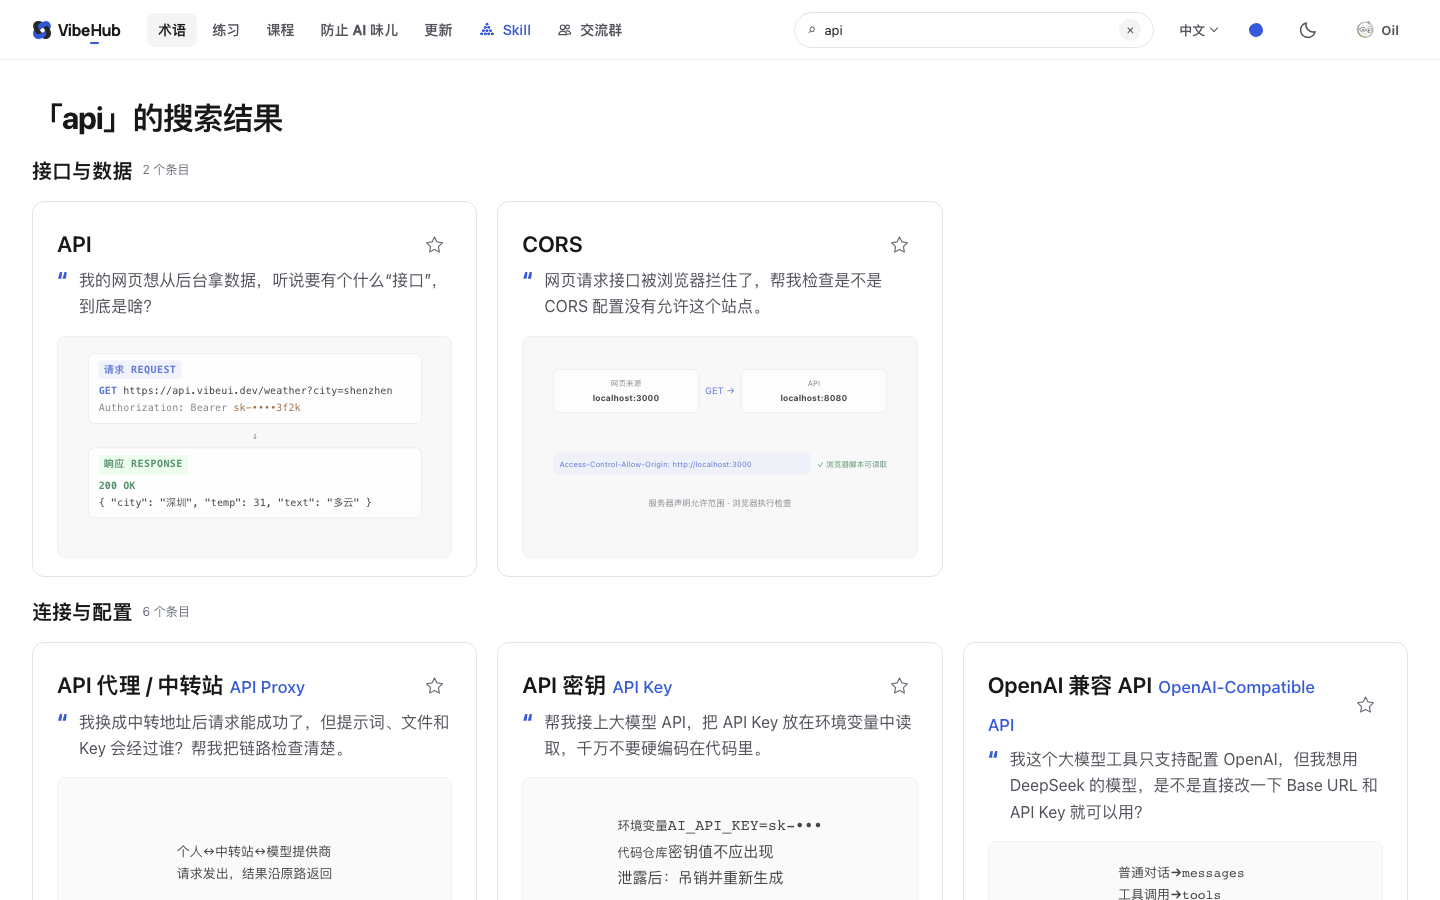 VibeHub
术语
练习
课程
防止 AI 味儿
更新
Skill
交流群
api
中文
Oil
「api」的搜索结果
接口与数据 2 个条目
API
“ 我的网页想从后台拿数据，听说要有个什么“接口”，
到底是啥？
请求 REQUEST
GET https://api.vibeui.dev/weather?city=shenzhen
Authorization: Bearer sk-••••3f2k
↓
响应 RESPONSE
200 OK
{ "city": "深圳", "temp": 31, "text": "多云" }
CORS
“ 网页请求接口被浏览器拦住了，帮我检查是不是
CORS 配置没有允许这个站点。
网页来源
localhost:3000
GET →
API
localhost:8080
Access-Control-Allow-Origin: http://localhost:3000
✓ 浏览器脚本可读取
服务器声明允许范围 · 浏览器执行检查
连接与配置 6 个条目
API 代理 / 中转站 API Proxy
“ 我换成中转地址后请求能成功了，但提示词、文件和
Key 会经过谁？帮我把链路检查清楚。
个人↔中转站↔模型提供商
请求发出，结果沿原路返回
API 密钥 API Key
“ 帮我接上大模型 API，把 API Key 放在环境变量中读
取，千万不要硬编码在代码里。
环境变量AI_API_KEY=sk-•••
代码仓库密钥值不应出现
泄露后：吊销并重新生成
OpenAI 兼容 API OpenAI-Compatible
API
“ 我这个大模型工具只支持配置 OpenAI，但我想用
DeepSeek 的模型，是不是直接改一下 Base URL 和
API Key 就可以用？
普通对话→messages
工具调用→tools